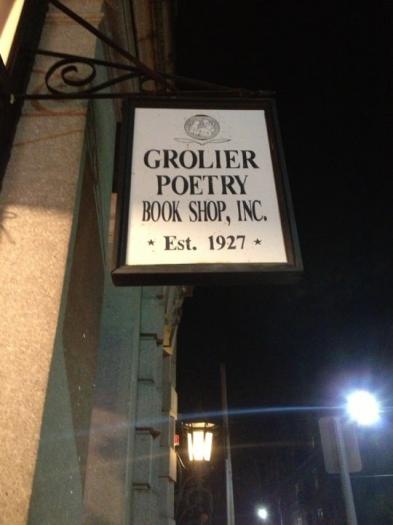 GROLIER
POETRY
BOOK SHOP, INC.
* Est. 1927 *